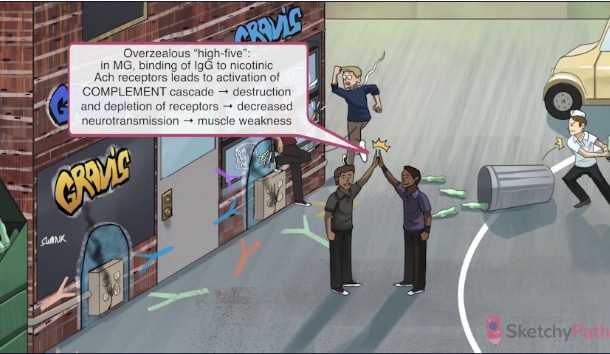 GRAVIS
Overzealous “high-five”:
in MG, binding of IgG to nicotinic
Ach receptors leads to activation of
COMPLEMENT cascade → destruction
and depletion of receptors → decreased
neurotransmission → muscle weakness
GRAVIS
SketchyPath